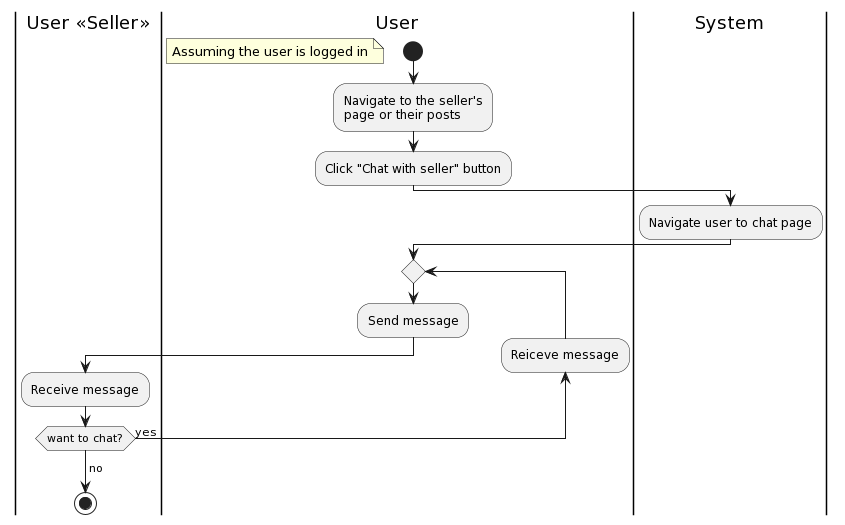 User «Seller»
User
System
Assuming the user is logged in
Navigate to the seller's
page or their posts
Click "Chat with seller" button
Navigate user to chat page
Send message
Reiceve message
Receive message
want to chat?
yes
no